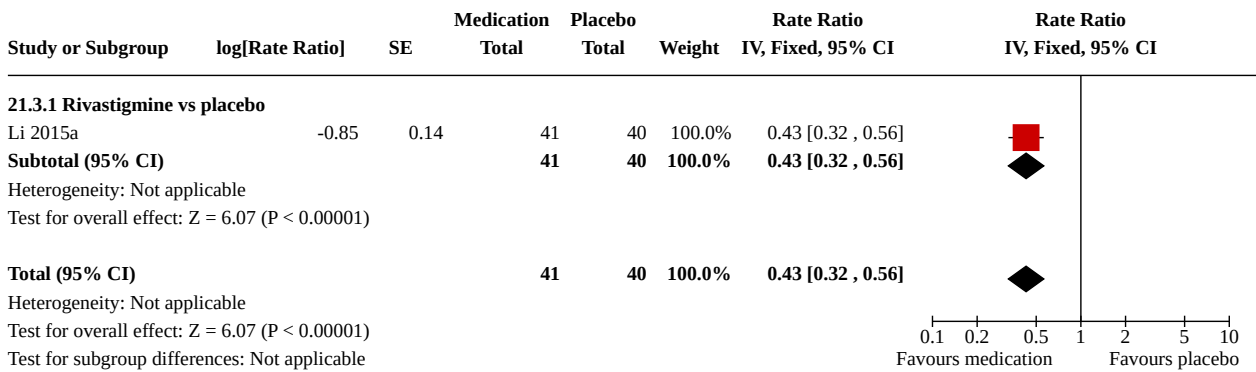 Medication Placebo Rate Ratio Rate Ratio
Study or Subgroup log[Rate Ratio] SE Total Total Weight IV, Fixed, 95% CI IV, Fixed, 95% CI
21.3.1 Rivastigmine vs placebo
Li 2015a -0.85 0.14 41 40 100.0% 0.43 [0.32 , 0.56]
Subtotal (95% CI) 41 40 100.0% 0.43 [0.32 , 0.56]
Heterogeneity: Not applicable
Test for overall effect: Z = 6.07 (P < 0.00001)
Total (95% CI) 41 40 100.0% 0.43 [0.32 , 0.56]
Heterogeneity: Not applicable
Test for overall effect: Z = 6.07 (P < 0.00001)
0.1 0.2 0.5 1 2 5 10
Test for subgroup differences: Not applicable
Favours medication Favours placebo